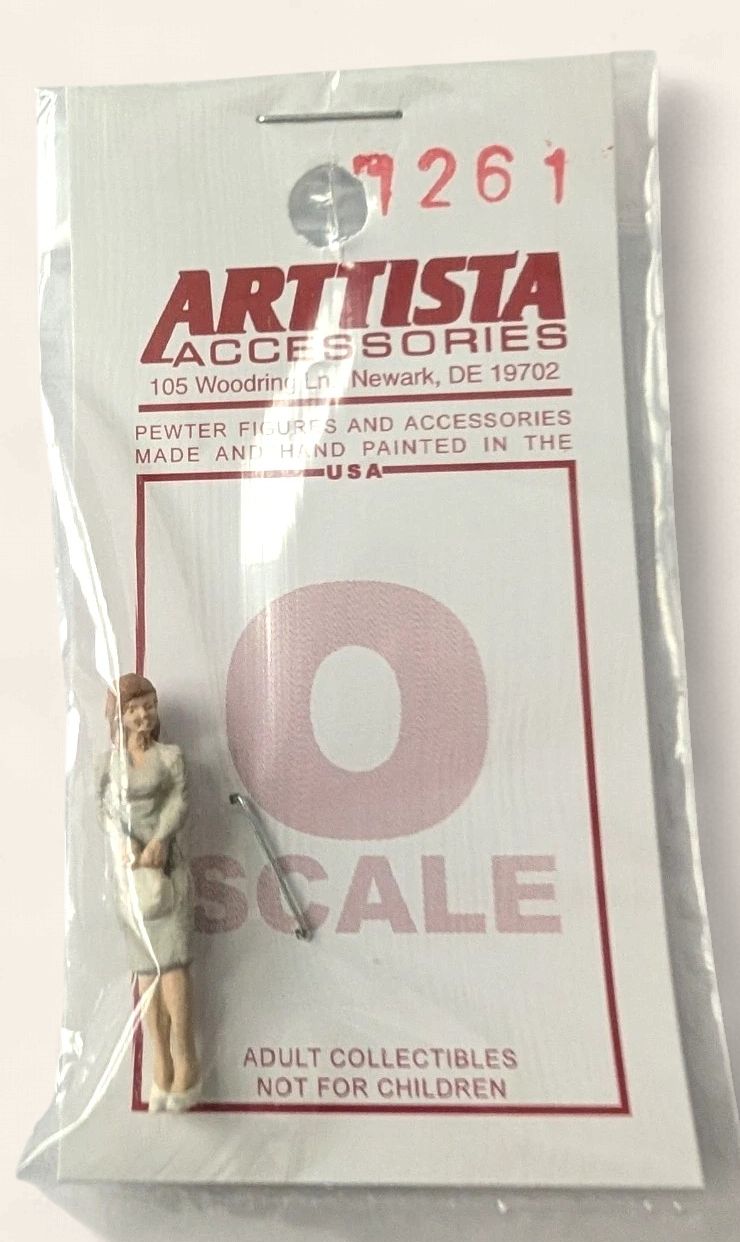 1261
ARTTISTA
ACCESSORIES
105 Woodring Ln. Newark, DE 19702
PEWTER FIGURES AND ACCESSORIES
MADE AND HAND PAINTED IN THE
USA
O
SCALE
ADULT COLLECTIBLES
NOT FOR CHILDREN